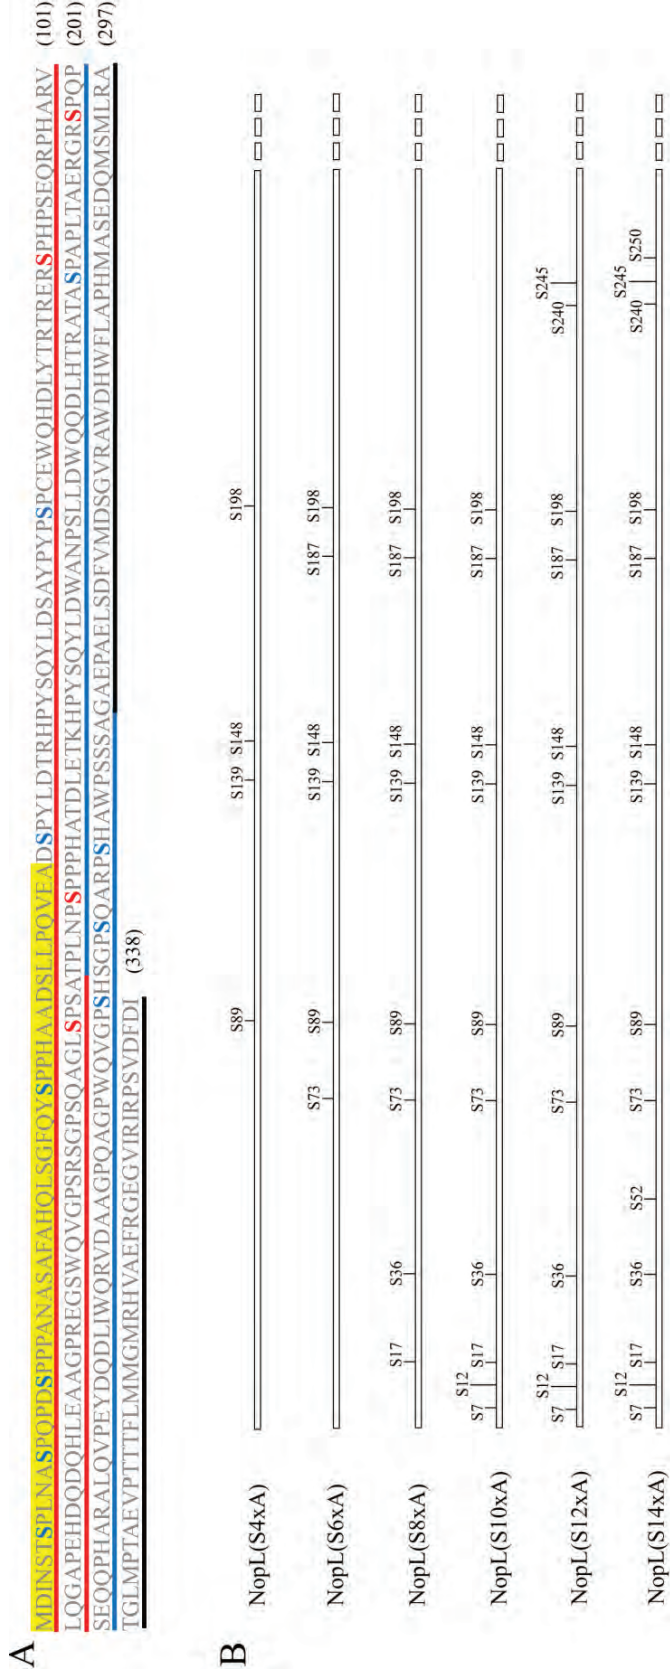 A
MDINSTSPLNASPQPDSPPPANASAFAHQLSGFQYSPPHAADSLLPQVEADSPYLDTRHPYSQYLDSAVPYPSPCEWQHDLYTRTRERSPHPSEQRPHARV (101)
LQGAPEHDQDQHLEAAGPREGSWQVGPSRSGPSQAGLSPSATPLNPSPPPHATDLETKHPYSQYLDWANPSLLDWQQDLHTRATASPAPLTAERGRSPQP (201)
SEQQPHARALQVPEYDQDLIWQRVDAAGPQAGPWQVGPSHSGPSQARPSHAWPSSSAGAEPAELSDFVMDSGVRAWDHWFLAPHMASEDQMSMLRA (297)
TGLMPTAEVPTTTFLMMGMRHVAEFRGEGVIRIRPSVDFDI (338)
B
S89 S139 S148 S198
NopL(S4xA)
S73 S89 S139 S148 S187 S198
NopL(S6xA)
S17 S36 S73 S89 S139 S148 S187 S198
NopL(S8xA)
S7 S12 S17 S36 S73 S89 S139 S148 S187 S198
NopL(S10xA)
S7 S12 S17 S36 S73 S89 S139 S148 S187 S198 S240 S245
NopL(S12xA)
S7 S12 S17 S36 S52 S73 S89 S139 S148 S187 S198 S240 S245 S250
NopL(S14xA)